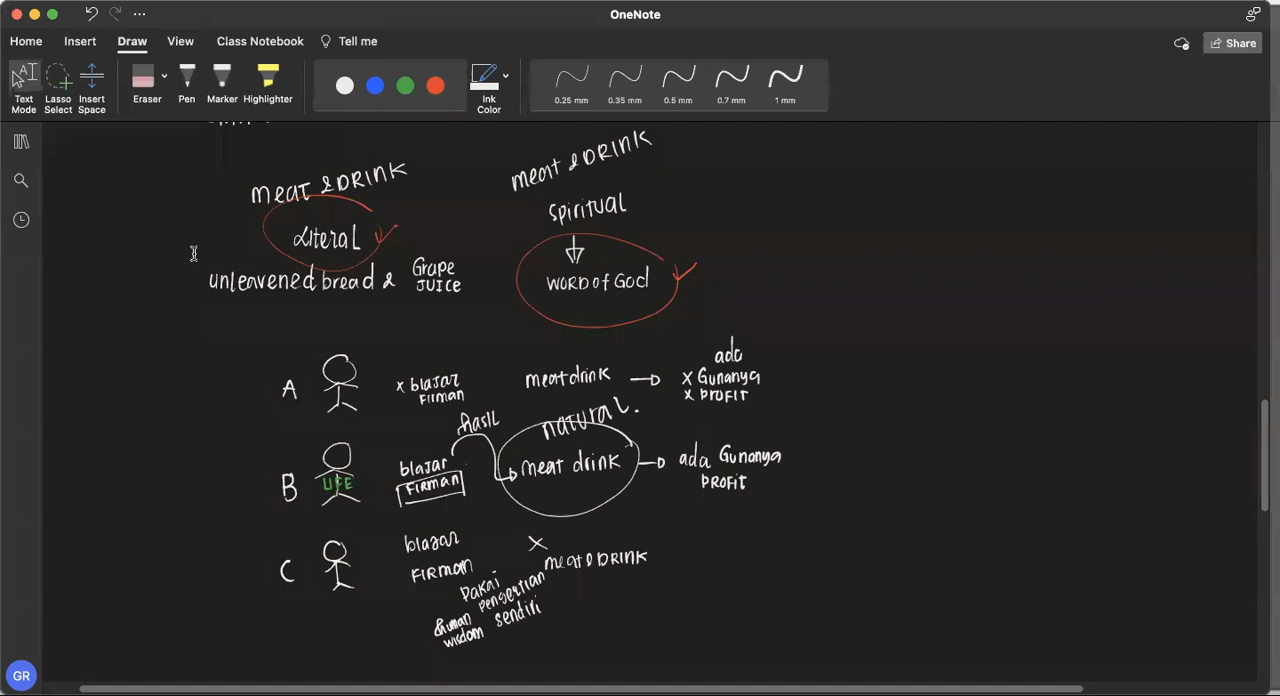 OneNote
Home Insert Draw View Class Notebook Tell me
Share
Text Mode
Lasso Select
Insert Space
Eraser
Pen
Marker
Highlighter
Ink Color
0.25 mm
0.35 mm
0.5 mm
0.7 mm
1 mm
MEAT & DRINK
Literal
unleavened bread & Grape JUICE
meat & DRINK
spiritual
WORD of GOD
A
x blajar
FIRMAN
meat drink
ada
x Gunanya
x PROFIT
hasil
natural.
B
LIFE
blajar
FIRMAN
meat drink
ada Gunanya
PROFIT
C
blajar
FIRMAN
x
meat & DRINK
pakai
pengertian
sendiri
human
wisdom
GR